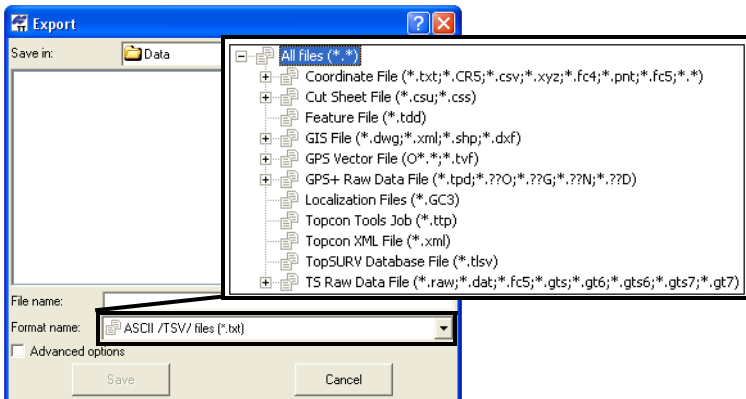 Export
Save in:
Data
All files (*.*)
Coordinate File (*.txt;*.CR5;*.csv;*.xyz;*.fc4;*.pnt;*.fc5;*.*)
Cut Sheet File (*.csu;*.css)
Feature File (*.tdd)
GIS File (*.dwg;*.xml;*.shp;*.dxf)
GPS Vector File (O*.*;*.tvf)
GPS+ Raw Data File (*.tpd;*.??O;*.??G;*.??N;*.??D)
Localization Files (*.GC3)
Topcon Tools Job (*.ttp)
Topcon XML File (*.xml)
TopSURV Database File (*.tlsv)
TS Raw Data File (*.raw;*.dat;*.fc5;*.gts;*.gt6;*.gts6;*.gts7;*.gt7)
File name:
Format name:
ASCII /TSV/ files (*.txt)
Advanced options
Save
Cancel